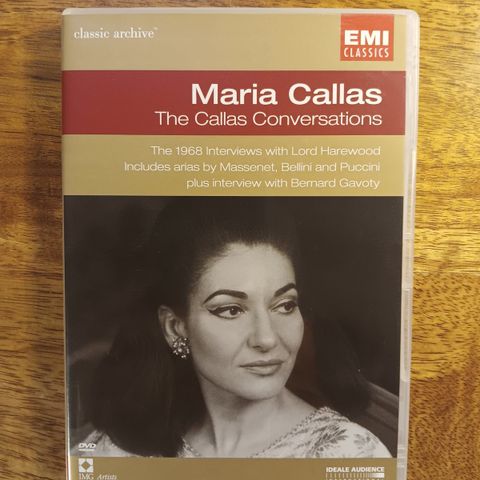 classic archive™
EMI
CLASSICS
Maria Callas
The Callas Conversations
The 1968 Interviews with Lord Harewood
Includes arias by Massenet, Bellini and Puccini
plus interview with Bernard Gavoty
DVD
IMG Artists
IDEALE AUDIENCE